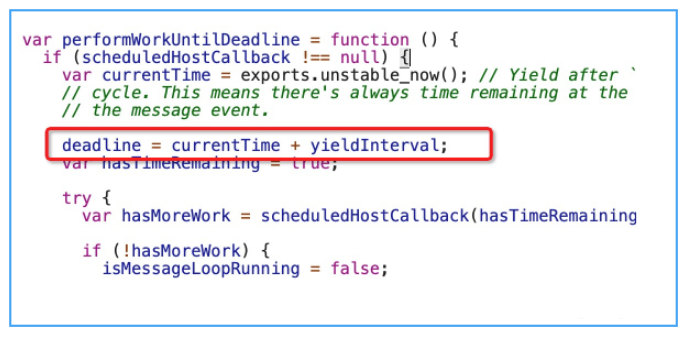 var performWorkUntilDeadline = function () {
if (scheduledHostCallback !== null) {
var currentTime = exports.unstable_now(); // Yield after `
// cycle. This means there's always time remaining at the
// the message event.
deadline = currentTime + yieldInterval;
var hasTimeRemaining = true;
try {
var hasMoreWork = scheduledHostCallback(hasTimeRemaining
if (!hasMoreWork) {
isMessageLoopRunning = false;